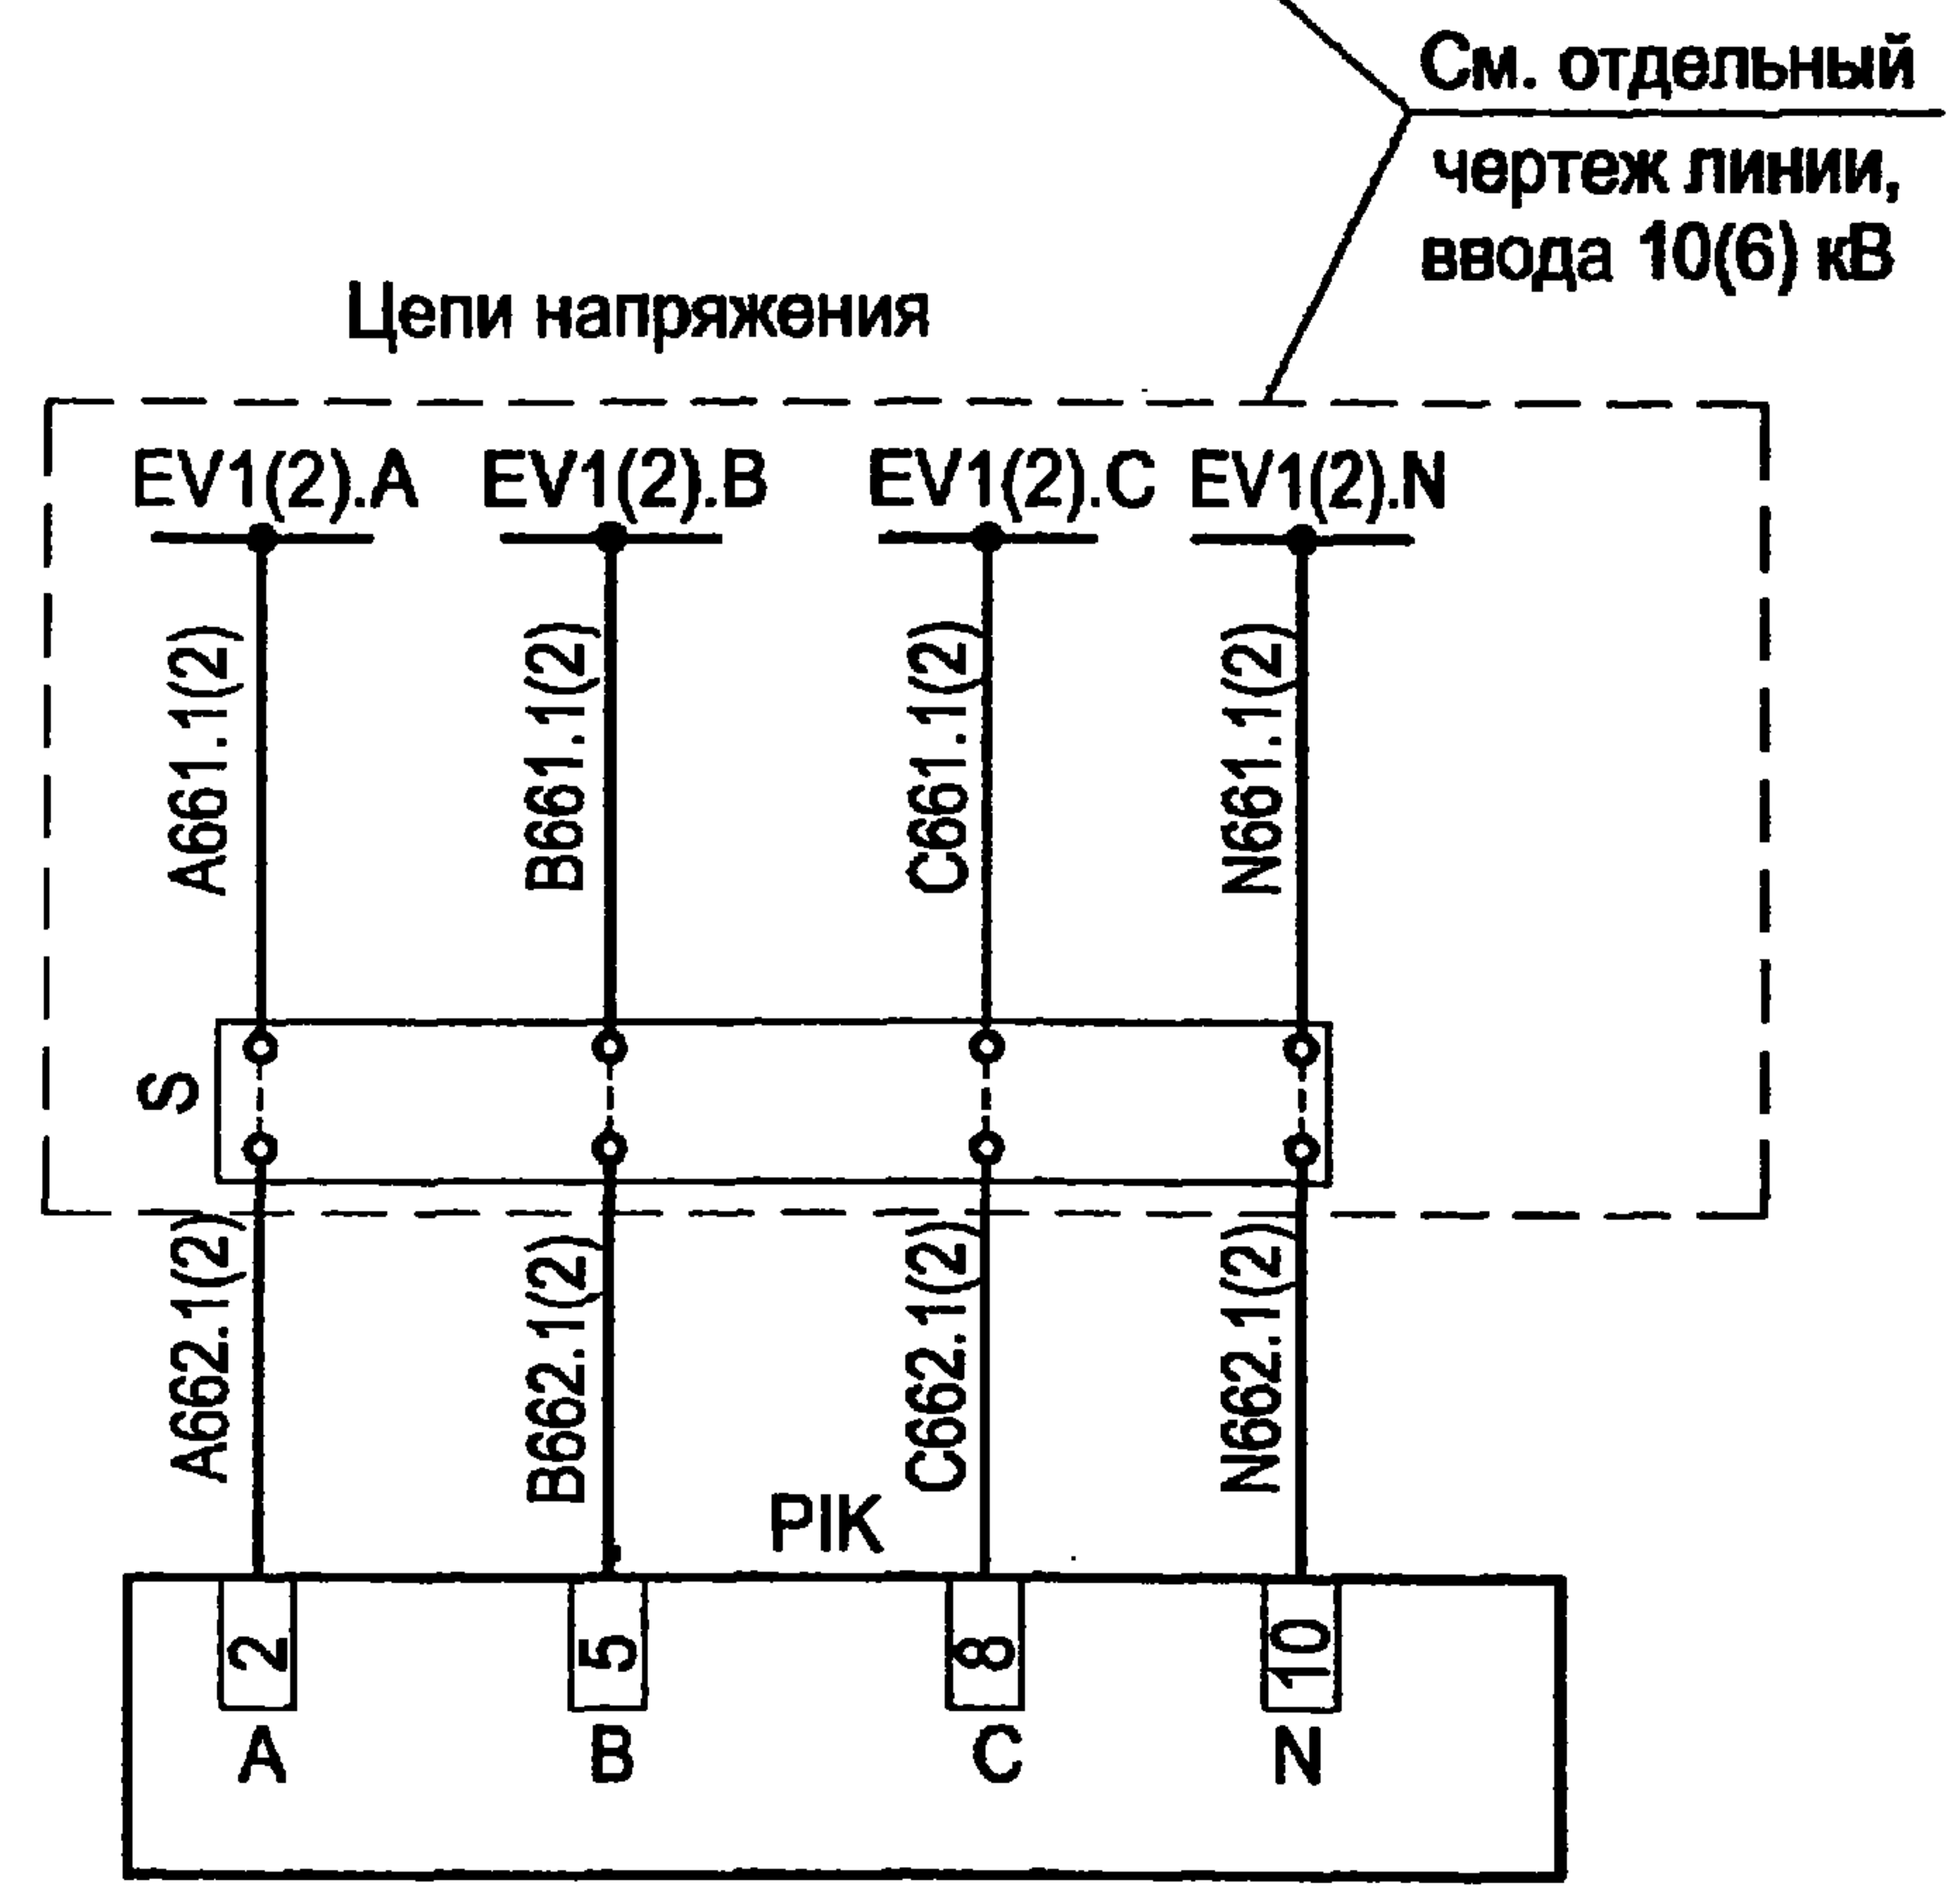 См. отдельный
чертеж линии,
ввода 10(6) кВ
Цепи напряжения
EV1(2).A EV1(2).B EV1(2).C EV1(2).N
A661.1(2) B661.1(2) C661.1(2) N661.1(2)
S
A662.1(2) B662.1(2) C662.1(2) N662.1(2)
PIK
2 5 8 10
A B C N